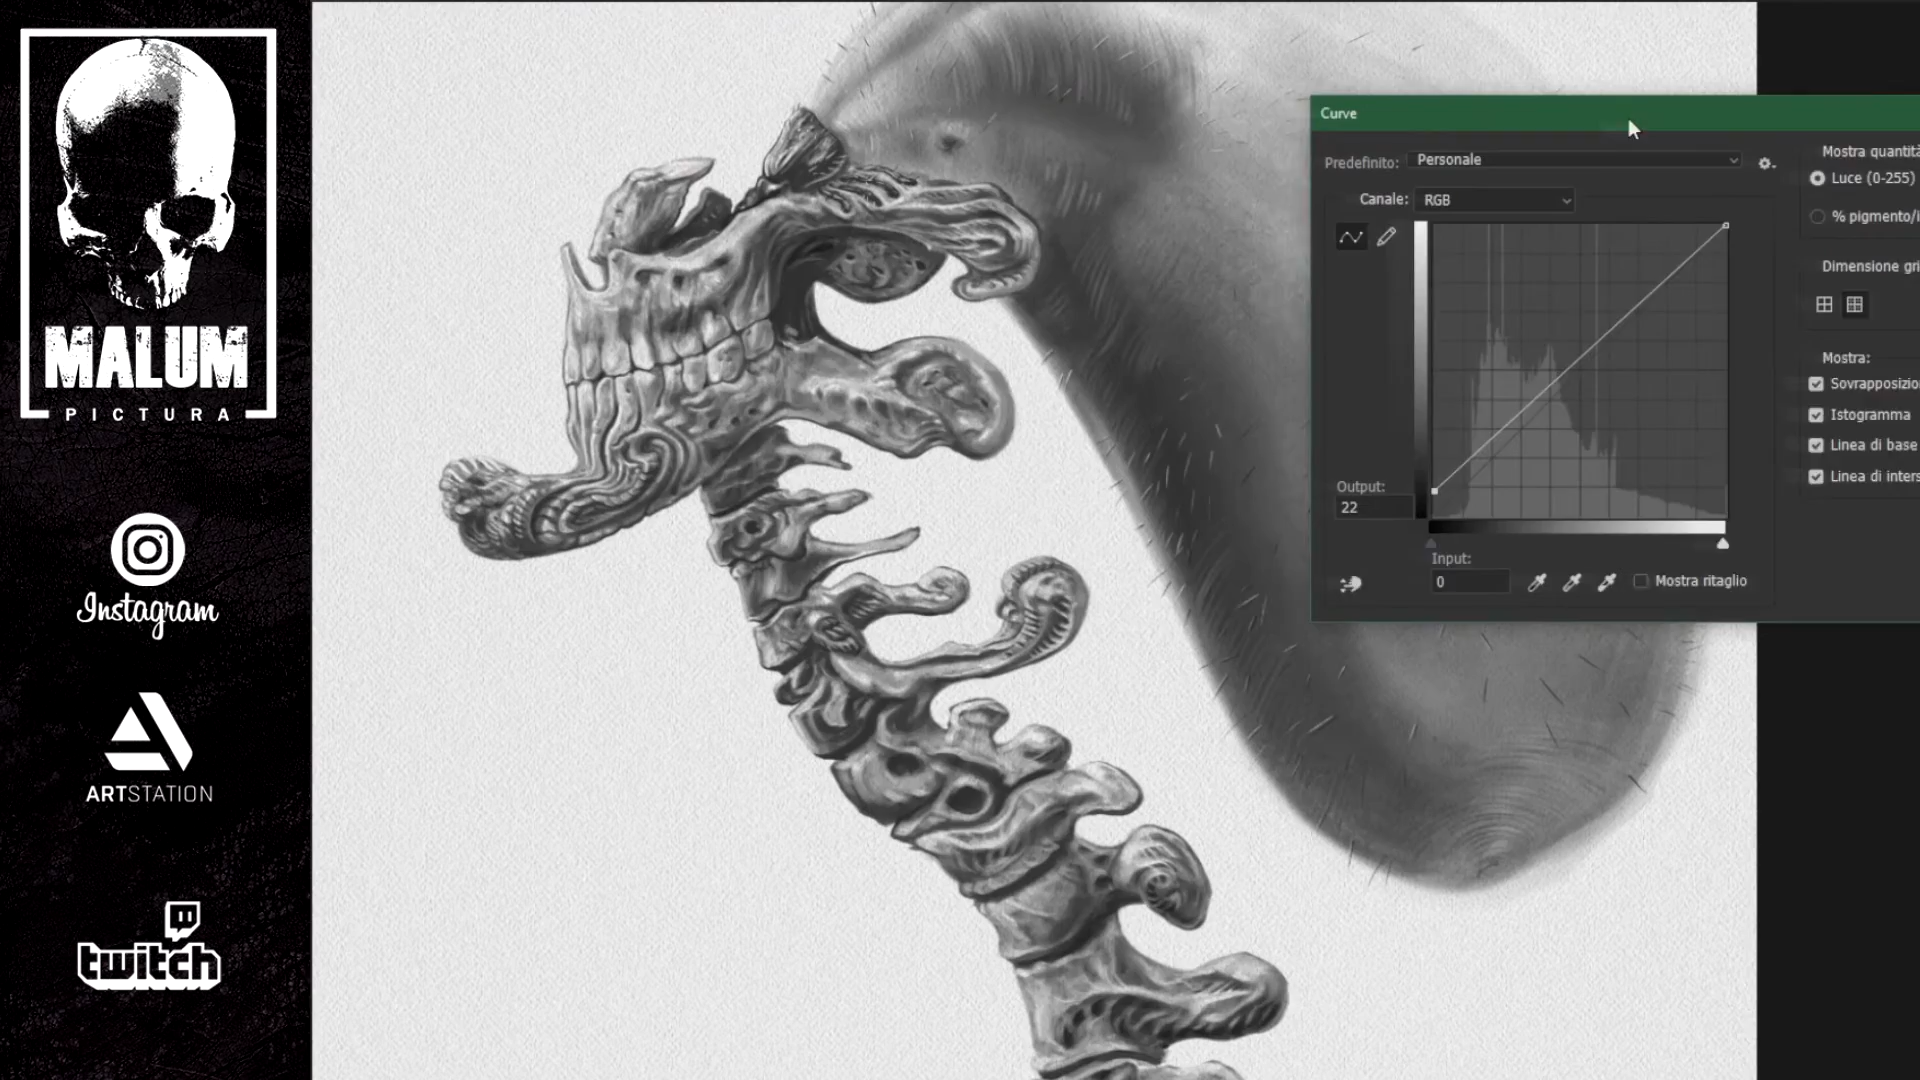 MALUM
PICTURA
Instagram
ARTSTATION
twitch
Curve
Predefinito: Personale
Canale: RGB
Output:
22
Input:
0
Mostra ritaglio
Mostra quantità
Luce (0-255)
% pigmento/i
Dimensione gri
Mostra:
Sovrapposizio
Istogramma
Linea di base
Linea di inters